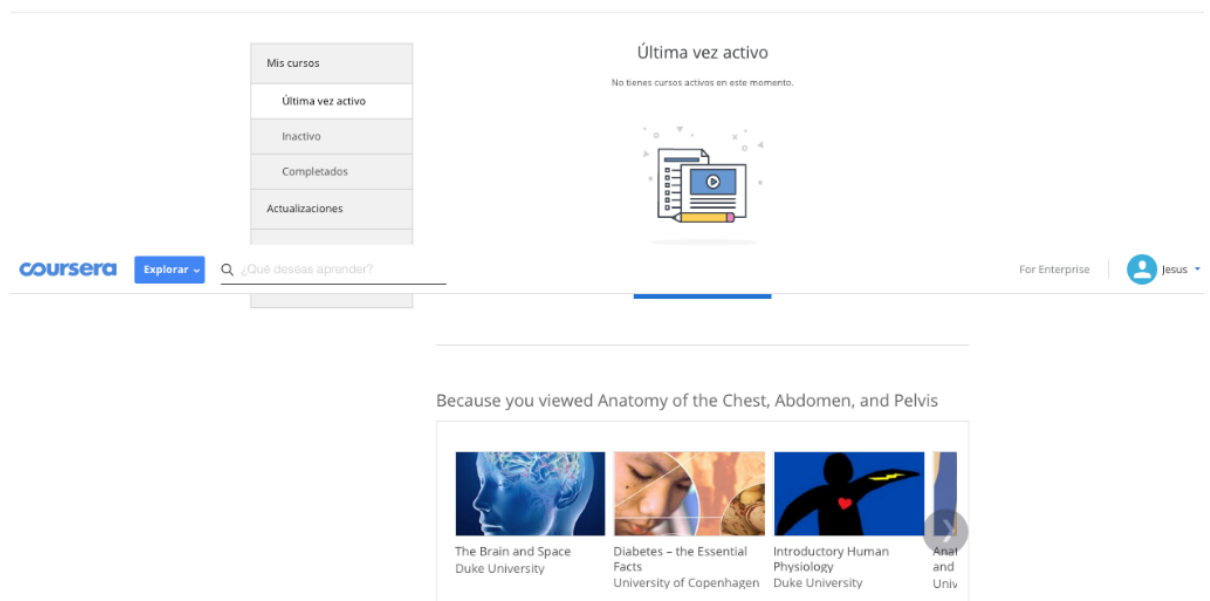 Mis cursos
Última vez activo
Inactivo
Completados
Actualizaciones
Última vez activo
No tienes cursos activos en este momento.
coursera
Explorar
¿Qué deseas aprender?
For Enterprise
Jesus
Because you viewed Anatomy of the Chest, Abdomen, and Pelvis
The Brain and Space
Duke University
Diabetes – the Essential
Facts
University of Copenhagen
Introductory Human
Physiology
Duke University
and